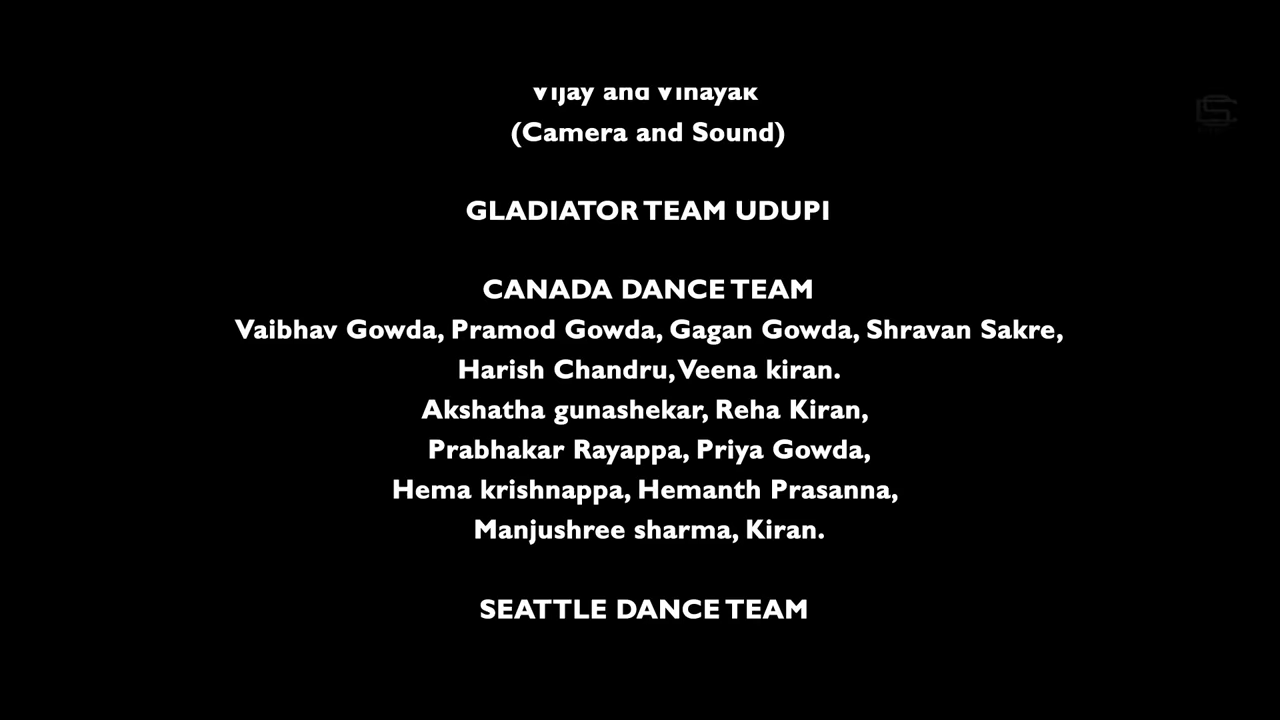 Vijay and Vinayak
(Camera and Sound)
GLADIATOR TEAM UDUPI
CANADA DANCE TEAM
Vaibhav Gowda, Pramod Gowda, Gagan Gowda, Shravan Sakre,
Harish Chandru, Veena kiran.
Akshatha gunashekar, Reha Kiran,
Prabhakar Rayappa, Priya Gowda,
Hema krishnappa, Hemanth Prasanna,
Manjushree sharma, Kiran.
SEATTLE DANCE TEAM